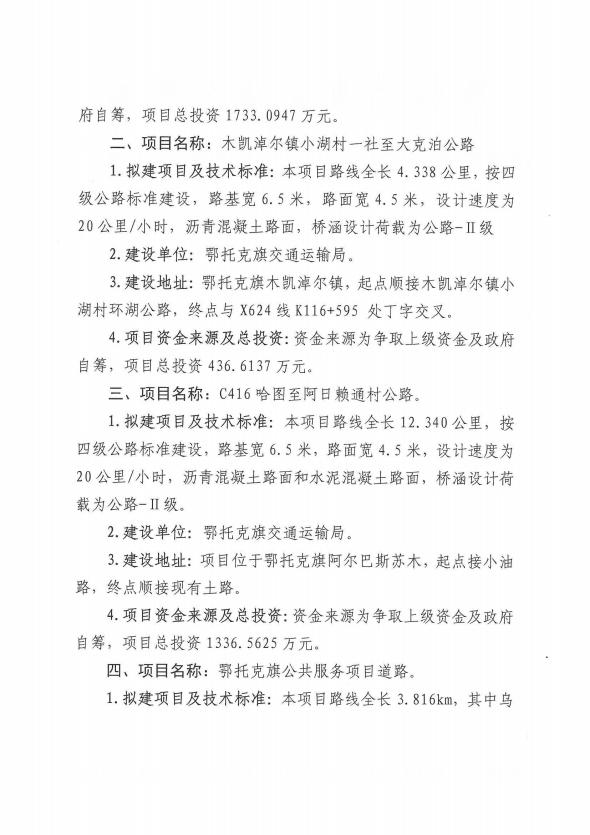 府自筹，项目总投资 1733.0947 万元。
二、项目名称：木凯淖尔镇小湖村一社至大克泊公路
1.拟建项目及技术标准：本项目路线全长 4.338 公里，按四
级公路标准建设，路基宽 6.5 米，路面宽 4.5 米，设计速度为
20 公里/小时，沥青混凝土路面，桥涵设计荷载为公路-Ⅱ级
2.建设单位：鄂托克旗交通运输局。
3.建设地址：鄂托克旗木凯淖尔镇，起点顺接木凯淖尔镇小
湖村环湖公路，终点与 X624 线 K116+595 处丁字交叉。
4.项目资金来源及总投资：资金来源为争取上级资金及政府
自筹，项目总投资 436.6137 万元。
三、项目名称：C416 哈图至阿日赖通村公路。
1.拟建项目及技术标准：本项目路线全长 12.340 公里，按
四级公路标准建设，路基宽 6.5 米，路面宽 4.5 米，设计速度为
20 公里/小时，沥青混凝土路面和水泥混凝土路面，桥涵设计荷
载为公路-Ⅱ级。
2.建设单位：鄂托克旗交通运输局。
3.建设地址：项目位于鄂托克旗阿尔巴斯苏木，起点接小油
路，终点顺接现有土路。
4.项目资金来源及总投资：资金来源为争取上级资金及政府
自筹，项目总投资 1336.5625 万元。
四、项目名称：鄂托克旗公共服务项目道路。
1.拟建项目及技术标准：本项目路线全长 3.816km，其中乌